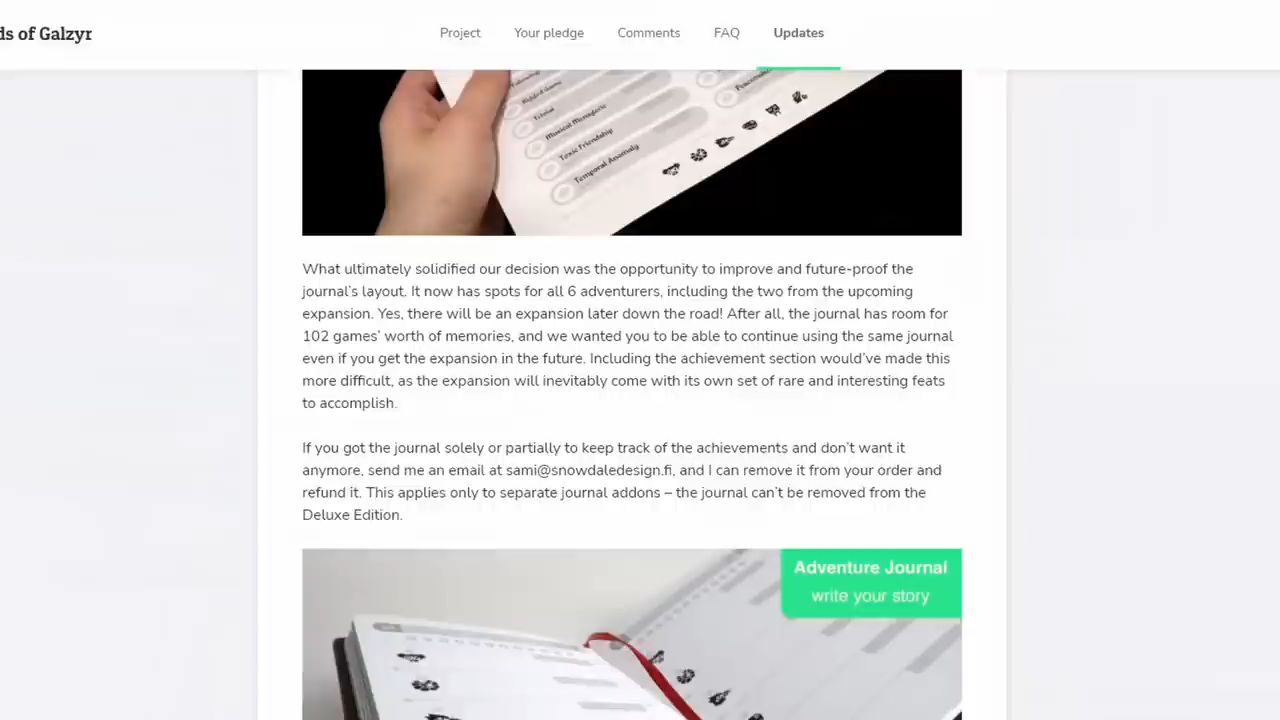 ds of Galzyr
Project Your pledge Comments FAQ Updates
Trivial
Musical Menagerie
Toxic Friendship
Temporal Anomaly
What ultimately solidified our decision was the opportunity to improve and future-proof the
journal's layout. It now has spots for all 6 adventurers, including the two from the upcoming
expansion. Yes, there will be an expansion later down the road! After all, the journal has room for
102 games' worth of memories, and we wanted you to be able to continue using the same journal
even if you get the expansion in the future. Including the achievement section would've made this
more difficult, as the expansion will inevitably come with its own set of rare and interesting feats
to accomplish.
If you got the journal solely or partially to keep track of the achievements and don't want it
anymore, send me an email at sami@snowdaledesign.fi, and I can remove it from your order and
refund it. This applies only to separate journal addons – the journal can't be removed from the
Deluxe Edition.
Adventure Journal
write your story